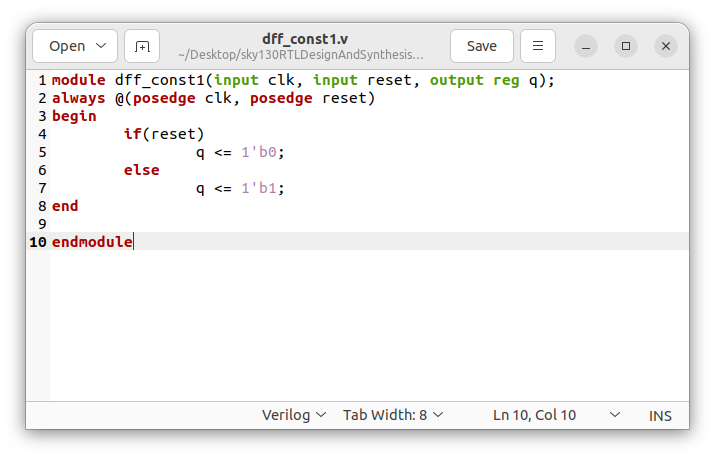 Open
dff_const1.v
~/Desktop/sky130RTLDesignAndSynthesis...
Save
1 module dff_const1(input clk, input reset, output reg q);
2 always @(posedge clk, posedge reset)
3 begin
4         if(reset)
5                 q <= 1'b0;
6         else
7                 q <= 1'b1;
8 end
9
10 endmodule
Verilog Tab Width: 8 Ln 10, Col 10 INS